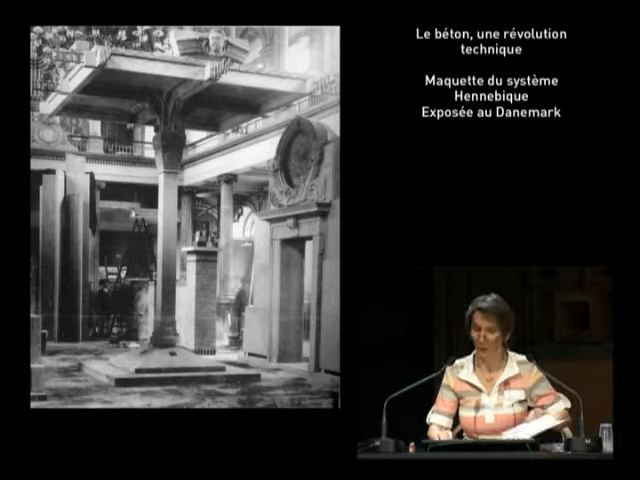 Le béton, une révolution
technique
Maquette du système
Hennebique
Exposée au Danemark